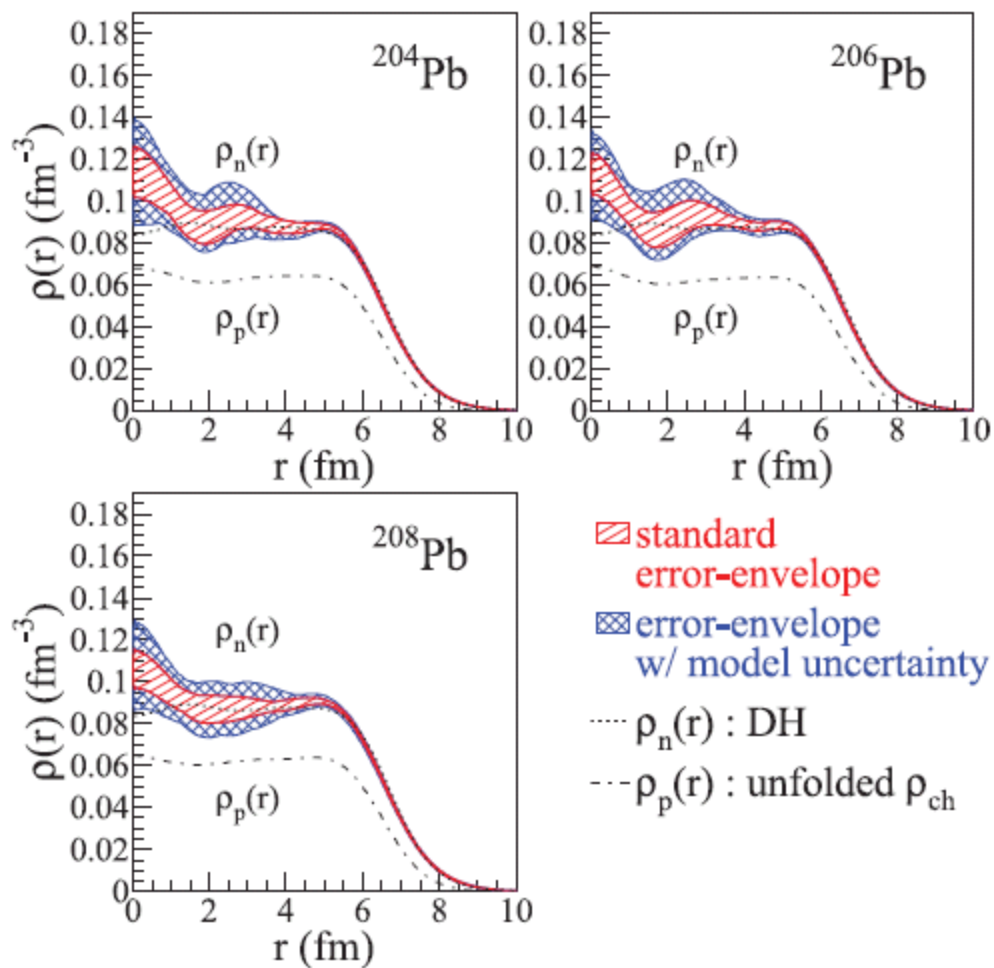 0.18
0.16
0.14
0.12
0.1
0.08
0.06
0.04
0.02
0
ρ(r) (fm⁻³)
²⁰⁴Pb
ρₙ(r)
ρₚ(r)
0 2 4 6 8 10
r (fm)
0.18
0.16
0.14
0.12
0.1
0.08
0.06
0.04
0.02
0
²⁰⁶Pb
ρₙ(r)
ρₚ(r)
0 2 4 6 8 10
r (fm)
0.18
0.16
0.14
0.12
0.1
0.08
0.06
0.04
0.02
0
ρ(r) (fm⁻³)
²⁰⁸Pb
ρₙ(r)
ρₚ(r)
0 2 4 6 8 10
r (fm)
standard
error-envelope
error-envelope
w/ model uncertainty
ρₙ(r) : DH
ρₚ(r) : unfolded ρ_ch